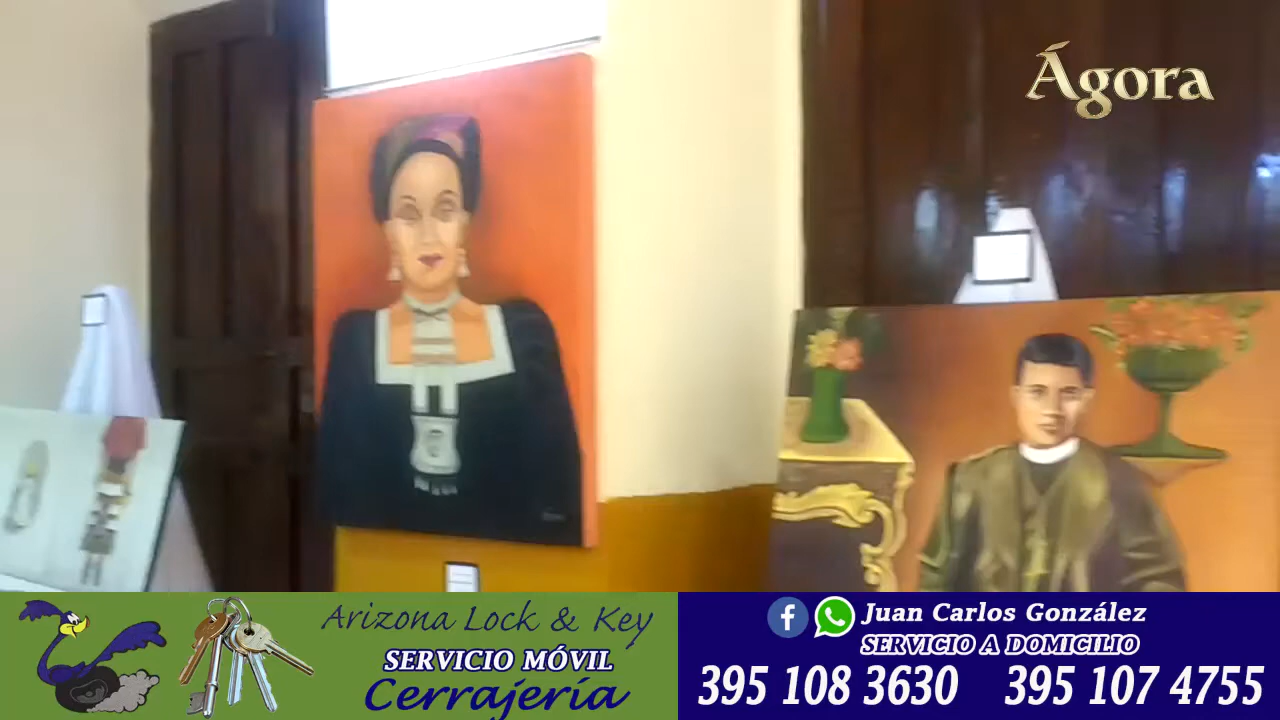 Ágora
Arizona Lock & Key
SERVICIO MÓVIL
Cerrajería
Juan Carlos González
SERVICIO A DOMICILIO
395 108 3630 395 107 4755